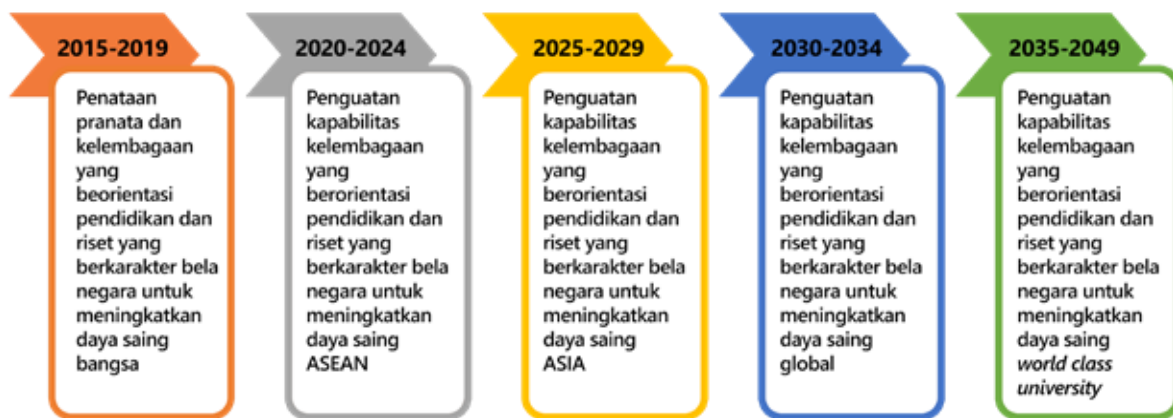 2015-2019
Penataan
pranata dan
kelembagaan
yang
beorientasi
pendidikan dan
riset yang
berkarakter bela
negara untuk
meningkatkan
daya saing
bangsa
2020-2024
Penguatan
kapabilitas
kelembagaan
yang
berorientasi
pendidikan dan
riset yang
berkarakter bela
negara untuk
meningkatkan
daya saing
ASEAN
2025-2029
Penguatan
kapabilitas
kelembagaan
yang
berorientasi
pendidikan dan
riset yang
berkarakter bela
negara untuk
meningkatkan
daya saing
ASIA
2030-2034
Penguatan
kapabilitas
kelembagaan
yang
berorientasi
pendidikan dan
riset yang
berkarakter bela
negara untuk
meningkatkan
daya saing
global
2035-2049
Penguatan
kapabilitas
kelembagaan
yang
berorientasi
pendidikan dan
riset yang
berkarakter bela
negara untuk
meningkatkan
daya saing
world class
university